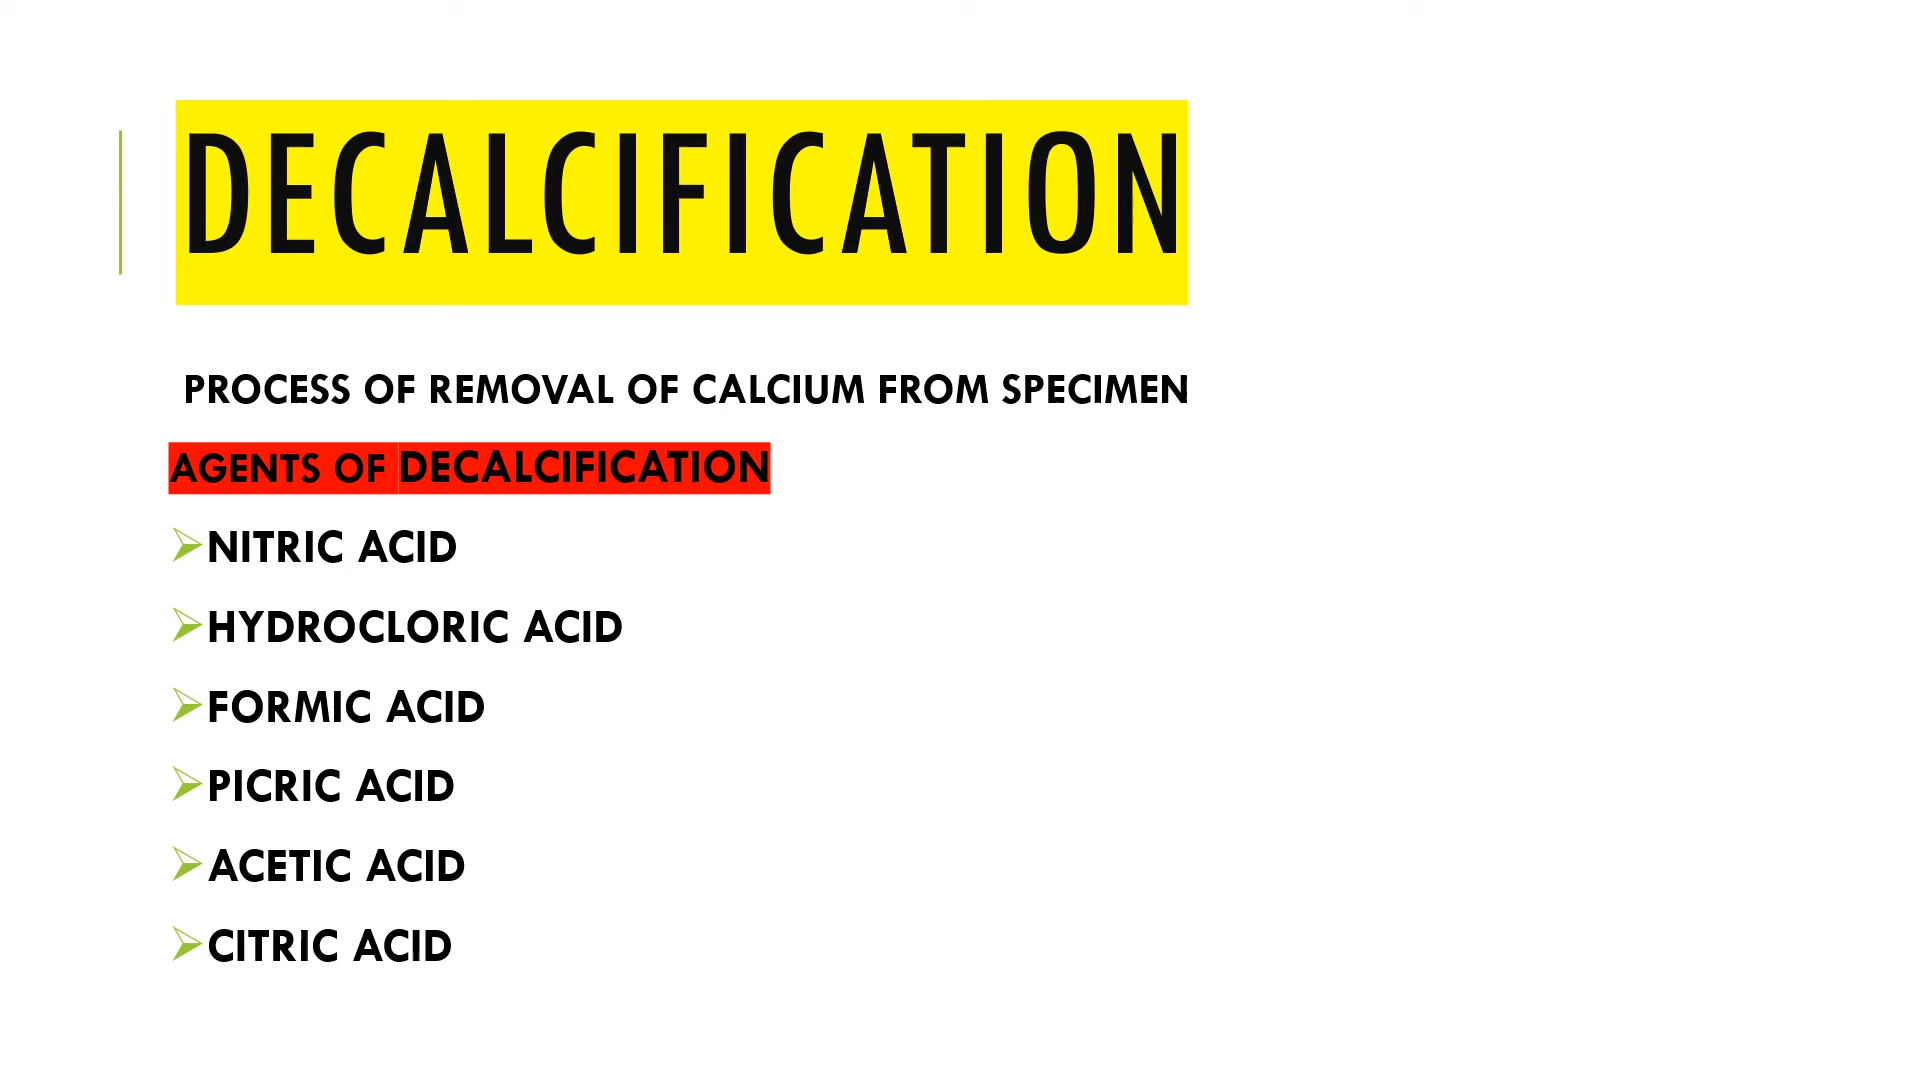 DECALCIFICATION
PROCESS OF REMOVAL OF CALCIUM FROM SPECIMEN
AGENTS OF DECALCIFICATION
NITRIC ACID
HYDROCLORIC ACID
FORMIC ACID
PICRIC ACID
ACETIC ACID
CITRIC ACID